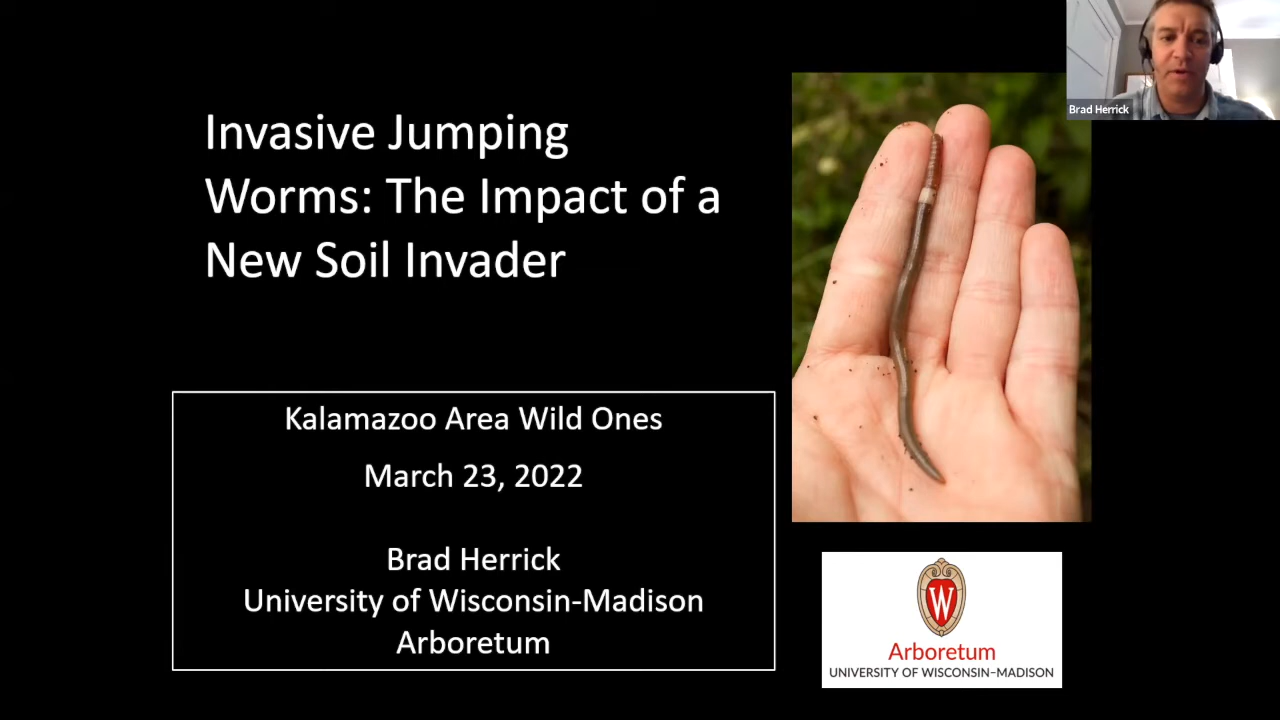 Invasive Jumping
Worms: The Impact of a
New Soil Invader
Brad Herrick
Kalamazoo Area Wild Ones
March 23, 2022
Brad Herrick
University of Wisconsin-Madison
Arboretum
W
Arboretum
UNIVERSITY OF WISCONSIN–MADISON